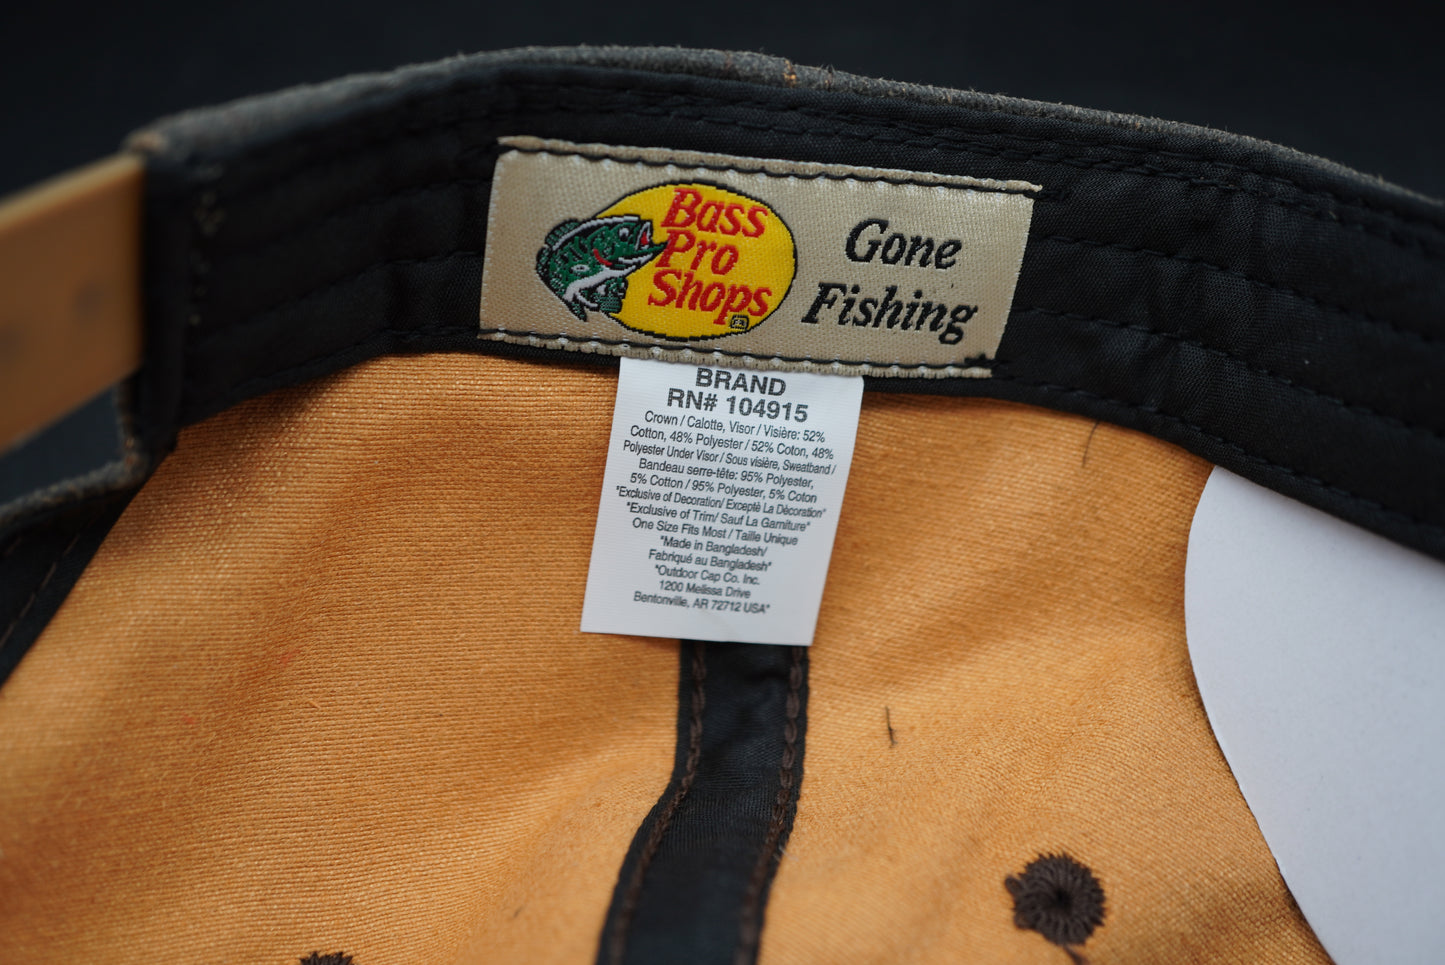 Bass
Pro
Shops
Gone
Fishing
BRAND
RN# 104915
Crown / Calotte, Visor / Visière: 52%
Cotton, 48% Polyester / 52% Coton, 48%
Polyester Under Visor / Sous visière, Sweatband /
Bandeau serre-tête: 95% Polyester,
5% Cotton / 95% Polyester, 5% Coton
"Exclusive of Decoration/ Exceptè La Dècoration"
"Exclusive of Trim/ Sauf La Garniture"
One Size Fits Most / Taille Unique
"Made in Bangladesh/
Fabriqué au Bangladesh"
"Outdoor Cap Co. Inc.
1200 Melissa Drive
Bentonville, AR 72712 USA"